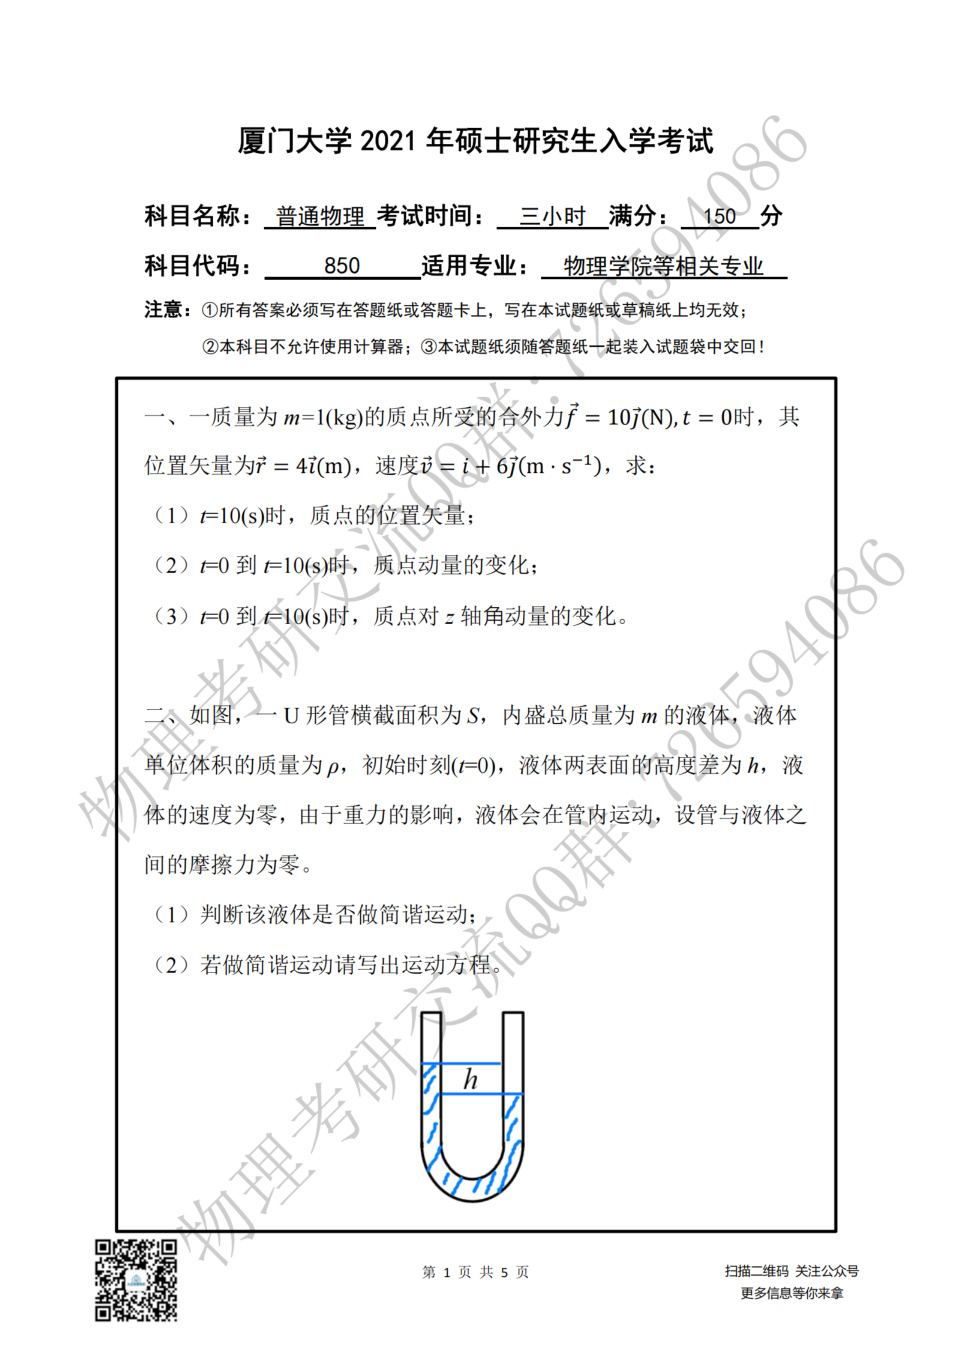 厦门大学 2021 年硕士研究生入学考试
科目名称： 普通物理 考试时间： 三小时 满分： 150 分
科目代码： 850 适用专业： 物理学院等相关专业
注意：①所有答案必须写在答题纸或答题卡上，写在本试题纸或草稿纸上均无效；
②本科目不允许使用计算器；③本试题纸须随答题纸一起装入试题袋中交回！
一、一质量为 m=1(kg)的质点所受的合外力f⃗ = 10j⃗(N), t = 0时，其
位置矢量为r⃗ = 4i⃗(m)，速度v⃗ = i⃗ + 6j⃗(m · s⁻¹)，求：
（1）t=10(s)时，质点的位置矢量；
（2）t=0 到 t=10(s)时，质点动量的变化；
（3）t=0 到 t=10(s)时，质点对 z 轴角动量的变化。
二、如图，一 U 形管横截面积为 S，内盛总质量为 m 的液体，液体
单位体积的质量为 ρ，初始时刻(t=0)，液体两表面的高度差为 h，液
体的速度为零，由于重力的影响，液体会在管内运动，设管与液体之
间的摩擦力为零。
（1）判断该液体是否做简谐运动；
（2）若做简谐运动请写出运动方程。
h
物理考研交流QQ群：726594086
物理考研交流QQ群：726594086
第 1 页 共 5 页
扫描二维码 关注公众号
更多信息等你来拿